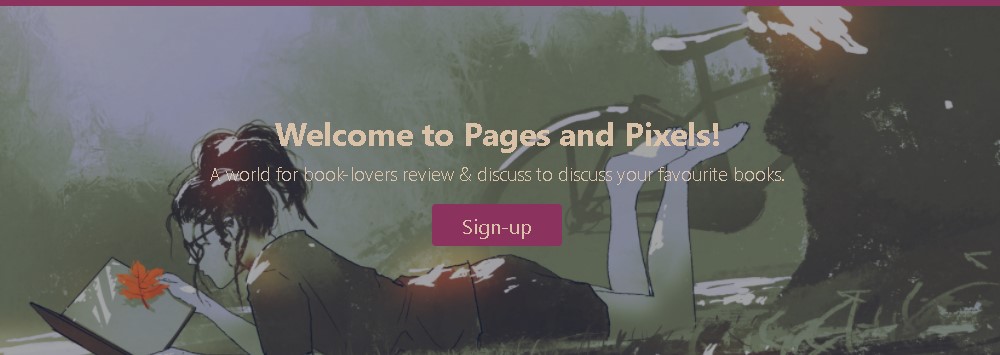 Welcome to Pages and Pixels!
A world for book-lovers review & discuss to discuss your favourite books.
Sign-up